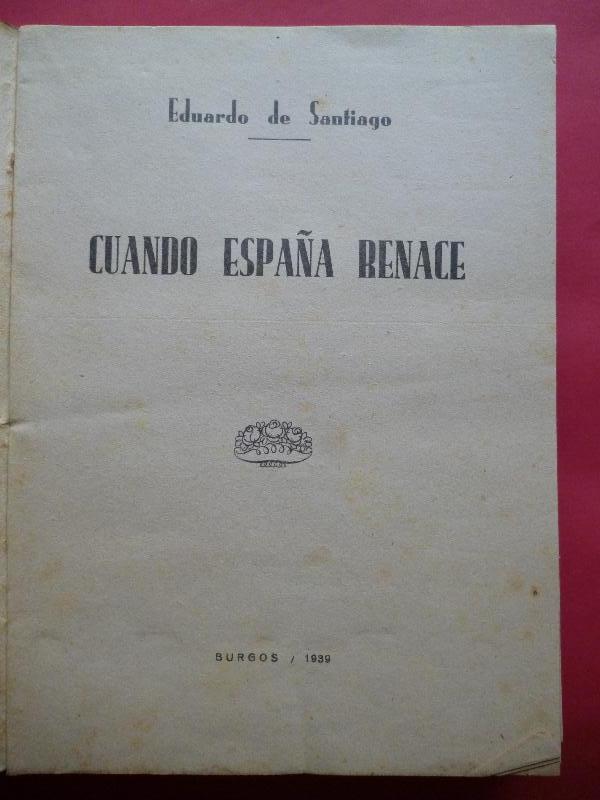 Eduardo de Santiago
CUANDO ESPAÑA RENACE
BURGOS / 1939